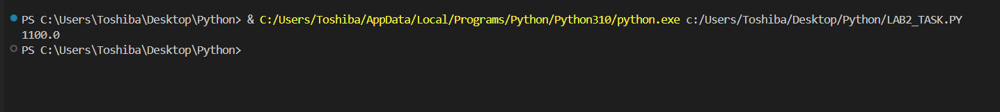 PS C:\Users\Toshiba\Desktop\Python> & C:/Users/Toshiba/AppData/Local/Programs/Python/Python310/python.exe c:/Users/Toshiba/Desktop/Python/LAB2_TASK.PY
1100.0
PS C:\Users\Toshiba\Desktop\Python>